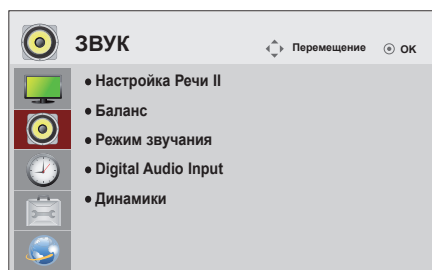 ЗВУК
Перемещение OK
• Настройка Речи II
• Баланс
• Режим звучания
• Digital Audio Input
• Динамики